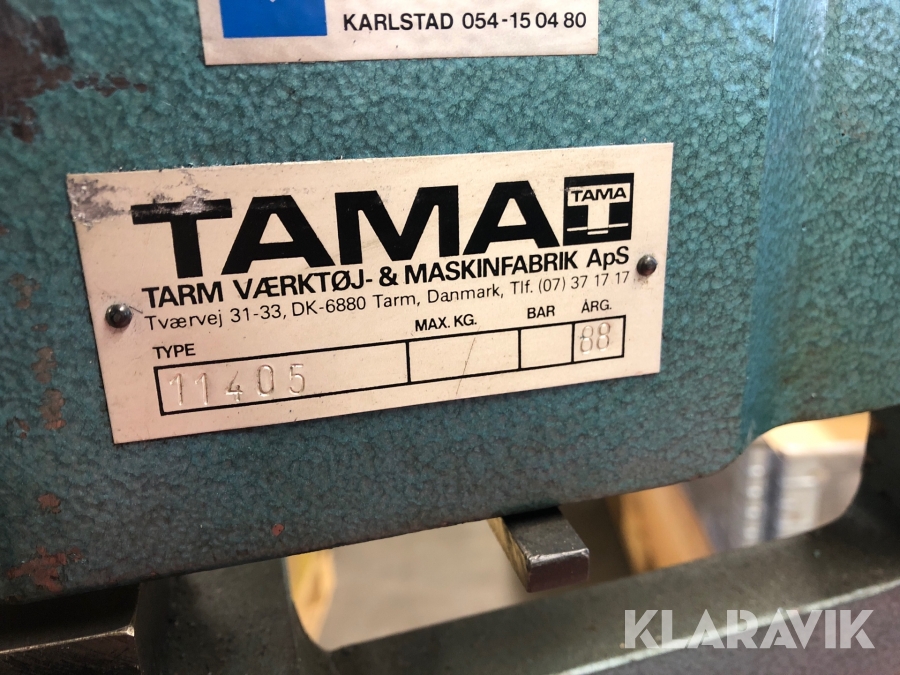 KARLSTAD 054-15 04 80
TAMA TAMA
TARM VÆRKTØJ- & MASKINFABRIK ApS
Tværvej 31-33, DK-6880 Tarm, Danmark, Tlf. (07) 37 17 17
TYPE MAX. KG. BAR ÅRG.
11405 / 88
KLARAVIK